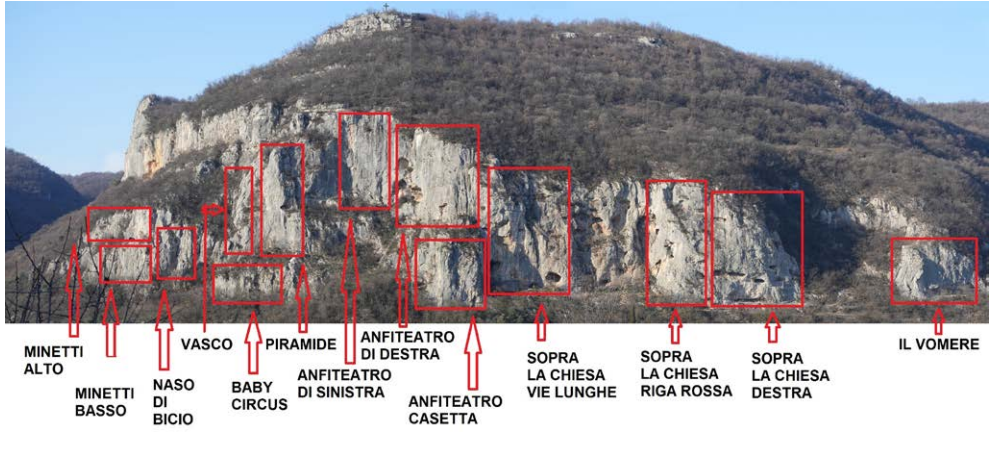 MINETTI
ALTO
MINETTI
BASSO
NASO
DI
BICIO
VASCO
BABY
CIRCUS
PIRAMIDE
ANFITEATRO
DI SINISTRA
ANFITEATRO
DI DESTRA
ANFITEATRO
CASETTA
SOPRA
LA CHIESA
VIE LUNGHE
SOPRA
LA CHIESA
RIGA ROSSA
SOPRA
LA CHIESA
DESTRA
IL VOMERE